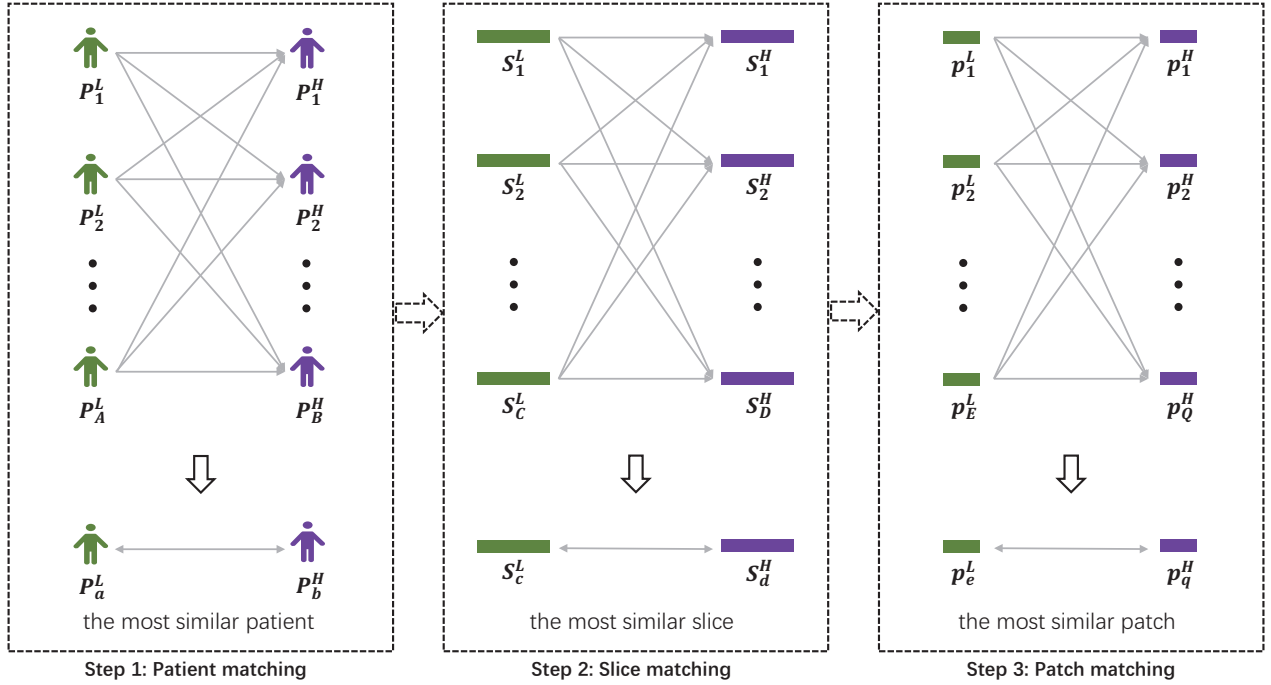 P_1^L P_1^H
P_2^L P_2^H
P_A^L P_B^H
P_a^L P_b^H
the most similar patient
Step 1: Patient matching
S_1^L S_1^H
S_2^L S_2^H
S_C^L S_D^H
S_c^L S_d^H
the most similar slice
Step 2: Slice matching
p_1^L p_1^H
p_2^L p_2^H
p_E^L p_Q^H
p_e^L p_q^H
the most similar patch
Step 3: Patch matching